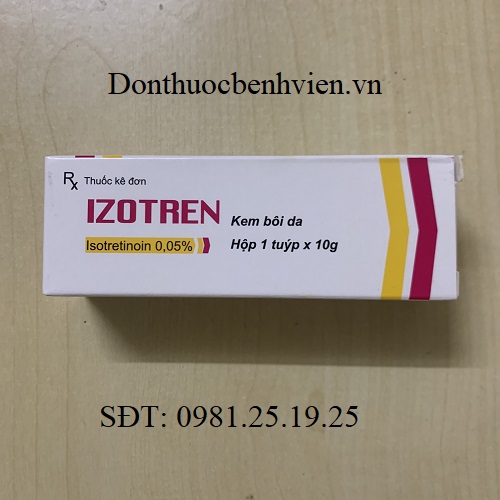 Donthuocbenhvien.vn
Rx Thuốc kê đơn
IZOTREN
Isotretinoin 0,05%
Kem bôi da
Hộp 1 tuýp x 10g
SĐT: 0981.25.19.25